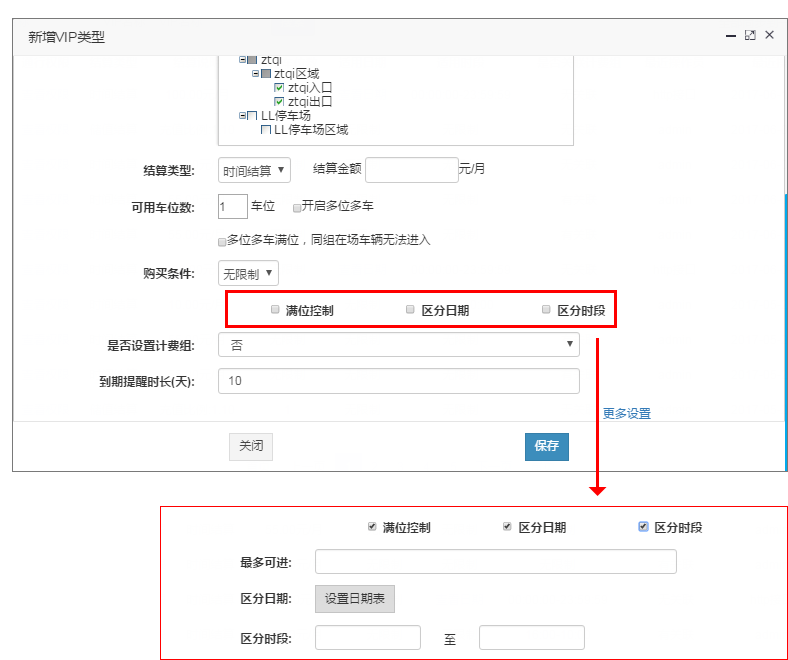 新增VIP类型
ztqi
ztqi区域
ztqi入口
ztqi出口
LL停车场
LL停车场区域
结算类型: 时间结算 结算金额 元/月
可用车位数: 1 车位 开启多位多车
多位多车满位，同组在场车辆无法进入
购买条件: 无限制
满位控制 区分日期 区分时段
是否设置计费组: 否
到期提醒时长(天): 10
更多设置
关闭 保存
满位控制 区分日期 区分时段
最多可进:
区分日期: 设置日期表
区分时段: 至